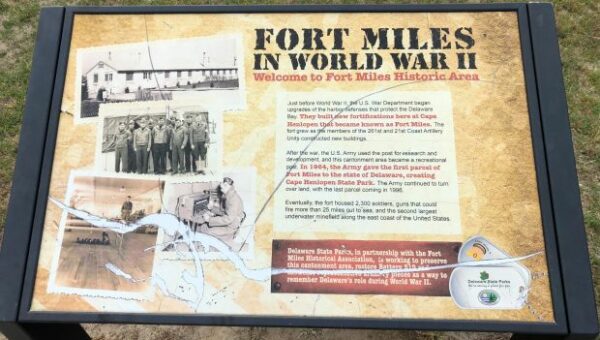 FORT MILES
IN WORLD WAR II
Welcome to Fort Miles Historic Area
Just before World War II, the U.S. War Department began
upgrades of the harbor defenses that protect the Delaware
Bay. They built new fortifications here at Cape
Henlopen that became known as Fort Miles. The
fort grew as the members of the 261st and 21st Coast Artillery
Units constructed new buildings.
After the war, the U.S. Army used the post for research and
development, and this cantonment area became a recreational
post. In 1964, the Army gave the first parcel of
Fort Miles to the state of Delaware, creating
Cape Henlopen State Park. The Army continued to turn
over land, with the last parcel coming in 1996.
Eventually, the fort housed 2,300 soldiers, guns that could
fire more than 25 miles out to sea, and the second largest
underwater minefield along the east coast of the United States.
Delaware State Parks, in partnership with the Fort
Miles Historical Association, is working to preserve
this cantonment area, restore Battery 519 and
pieces as a way to
remember Delaware's role during World War II.
Delaware State Parks